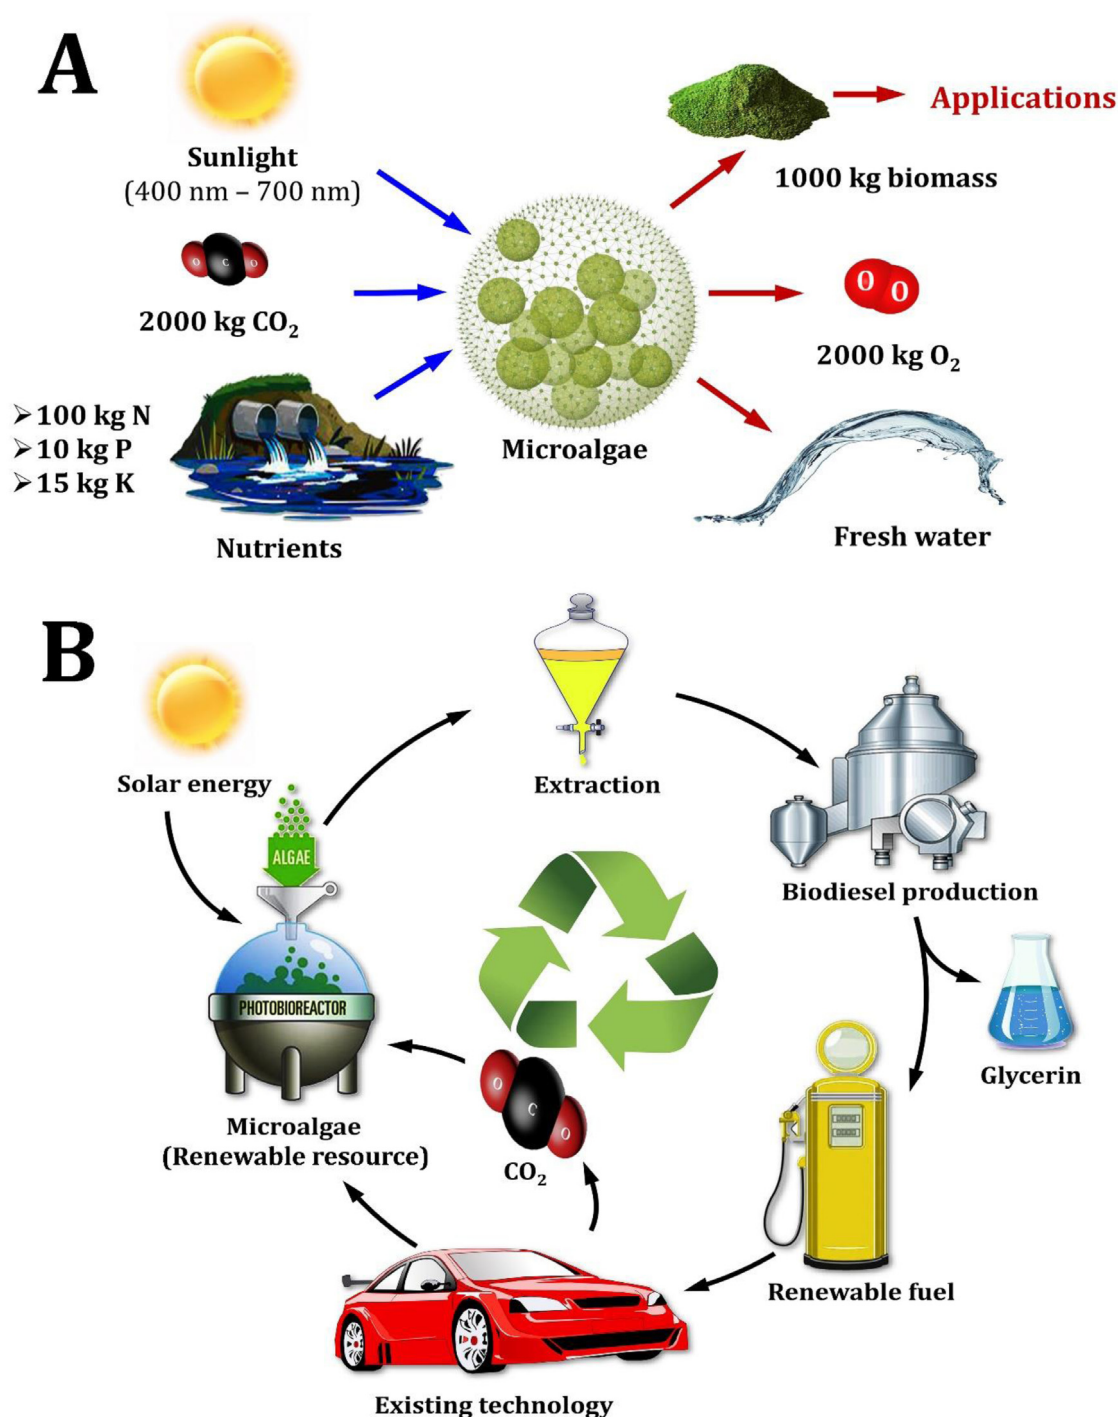 A
Sunlight
(400 nm – 700 nm)
O C O
2000 kg CO₂
➢100 kg N
➢10 kg P
➢15 kg K
Nutrients
Microalgae
Applications
1000 kg biomass
O O
2000 kg O₂
Fresh water
B
Solar energy
ALGAE
PHOTOBIOREACTOR
Microalgae
(Renewable resource)
Extraction
Biodiesel production
Glycerin
Renewable fuel
O C O
CO₂
Existing technology